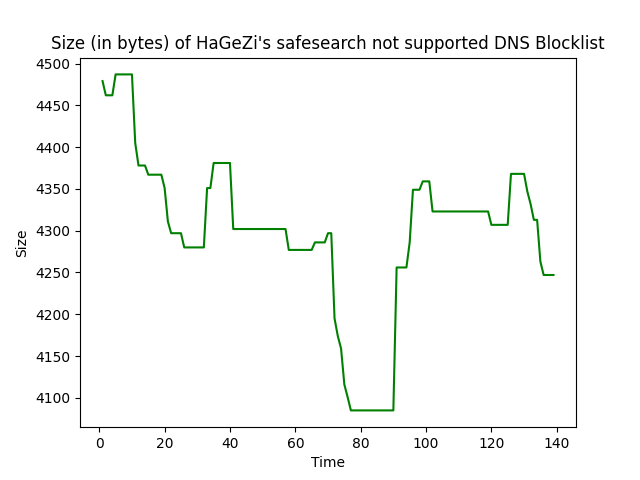 Size (in bytes) of HaGeZi's safesearch not supported DNS Blocklist
4500
4450
4400
4350
4300
4250
4200
4150
4100
Size
0 20 40 60 80 100 120 140
Time